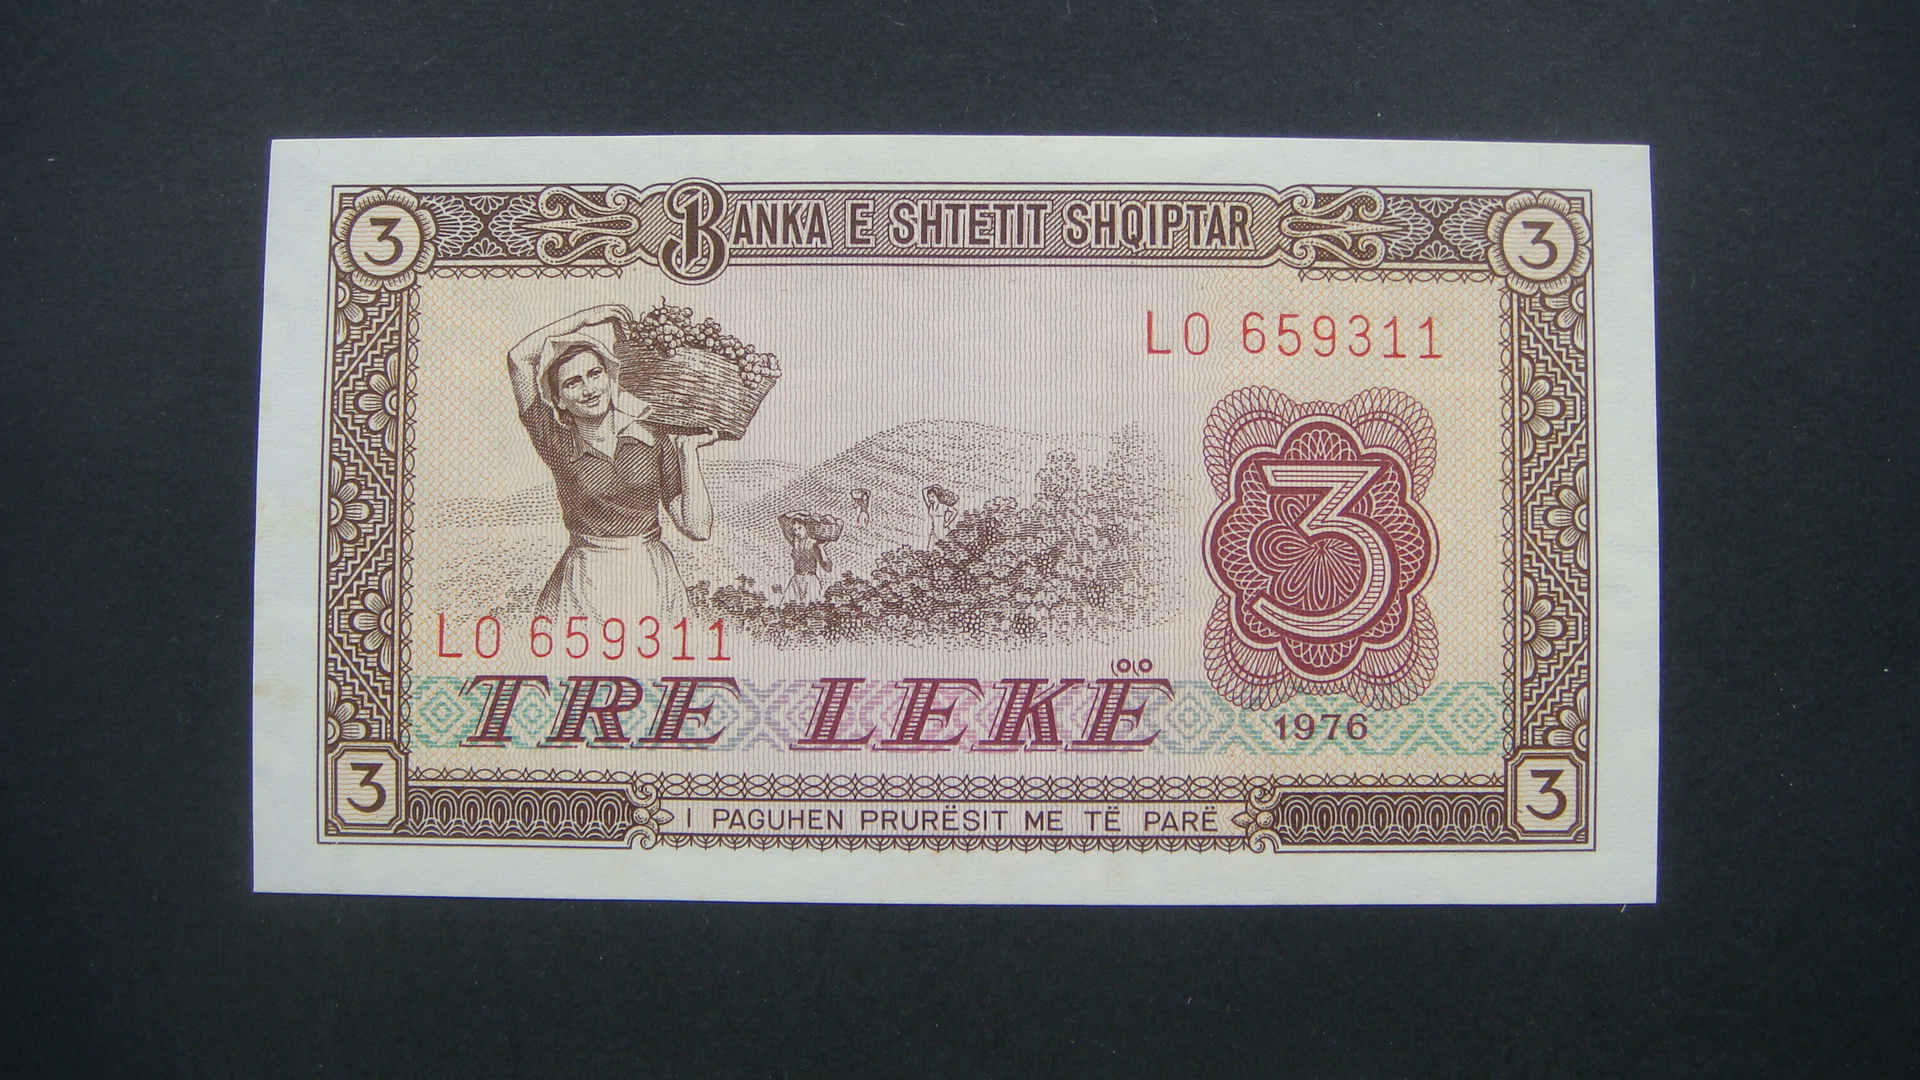 3 BANKA E SHTETIT SHQIPTAR 3
LO 659311
3
LO 659311
TRE LEKË
1976
3 I PAGUHEN PRURËSIT ME TË PARË 3